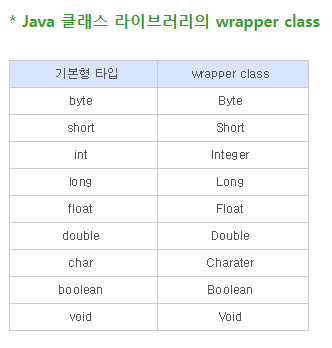 * Java 클래스 라이브러리의 wrapper class
기본형 타입 wrapper class
byte Byte
short Short
int Integer
long Long
float Float
double Double
char Charater
boolean Boolean
void Void